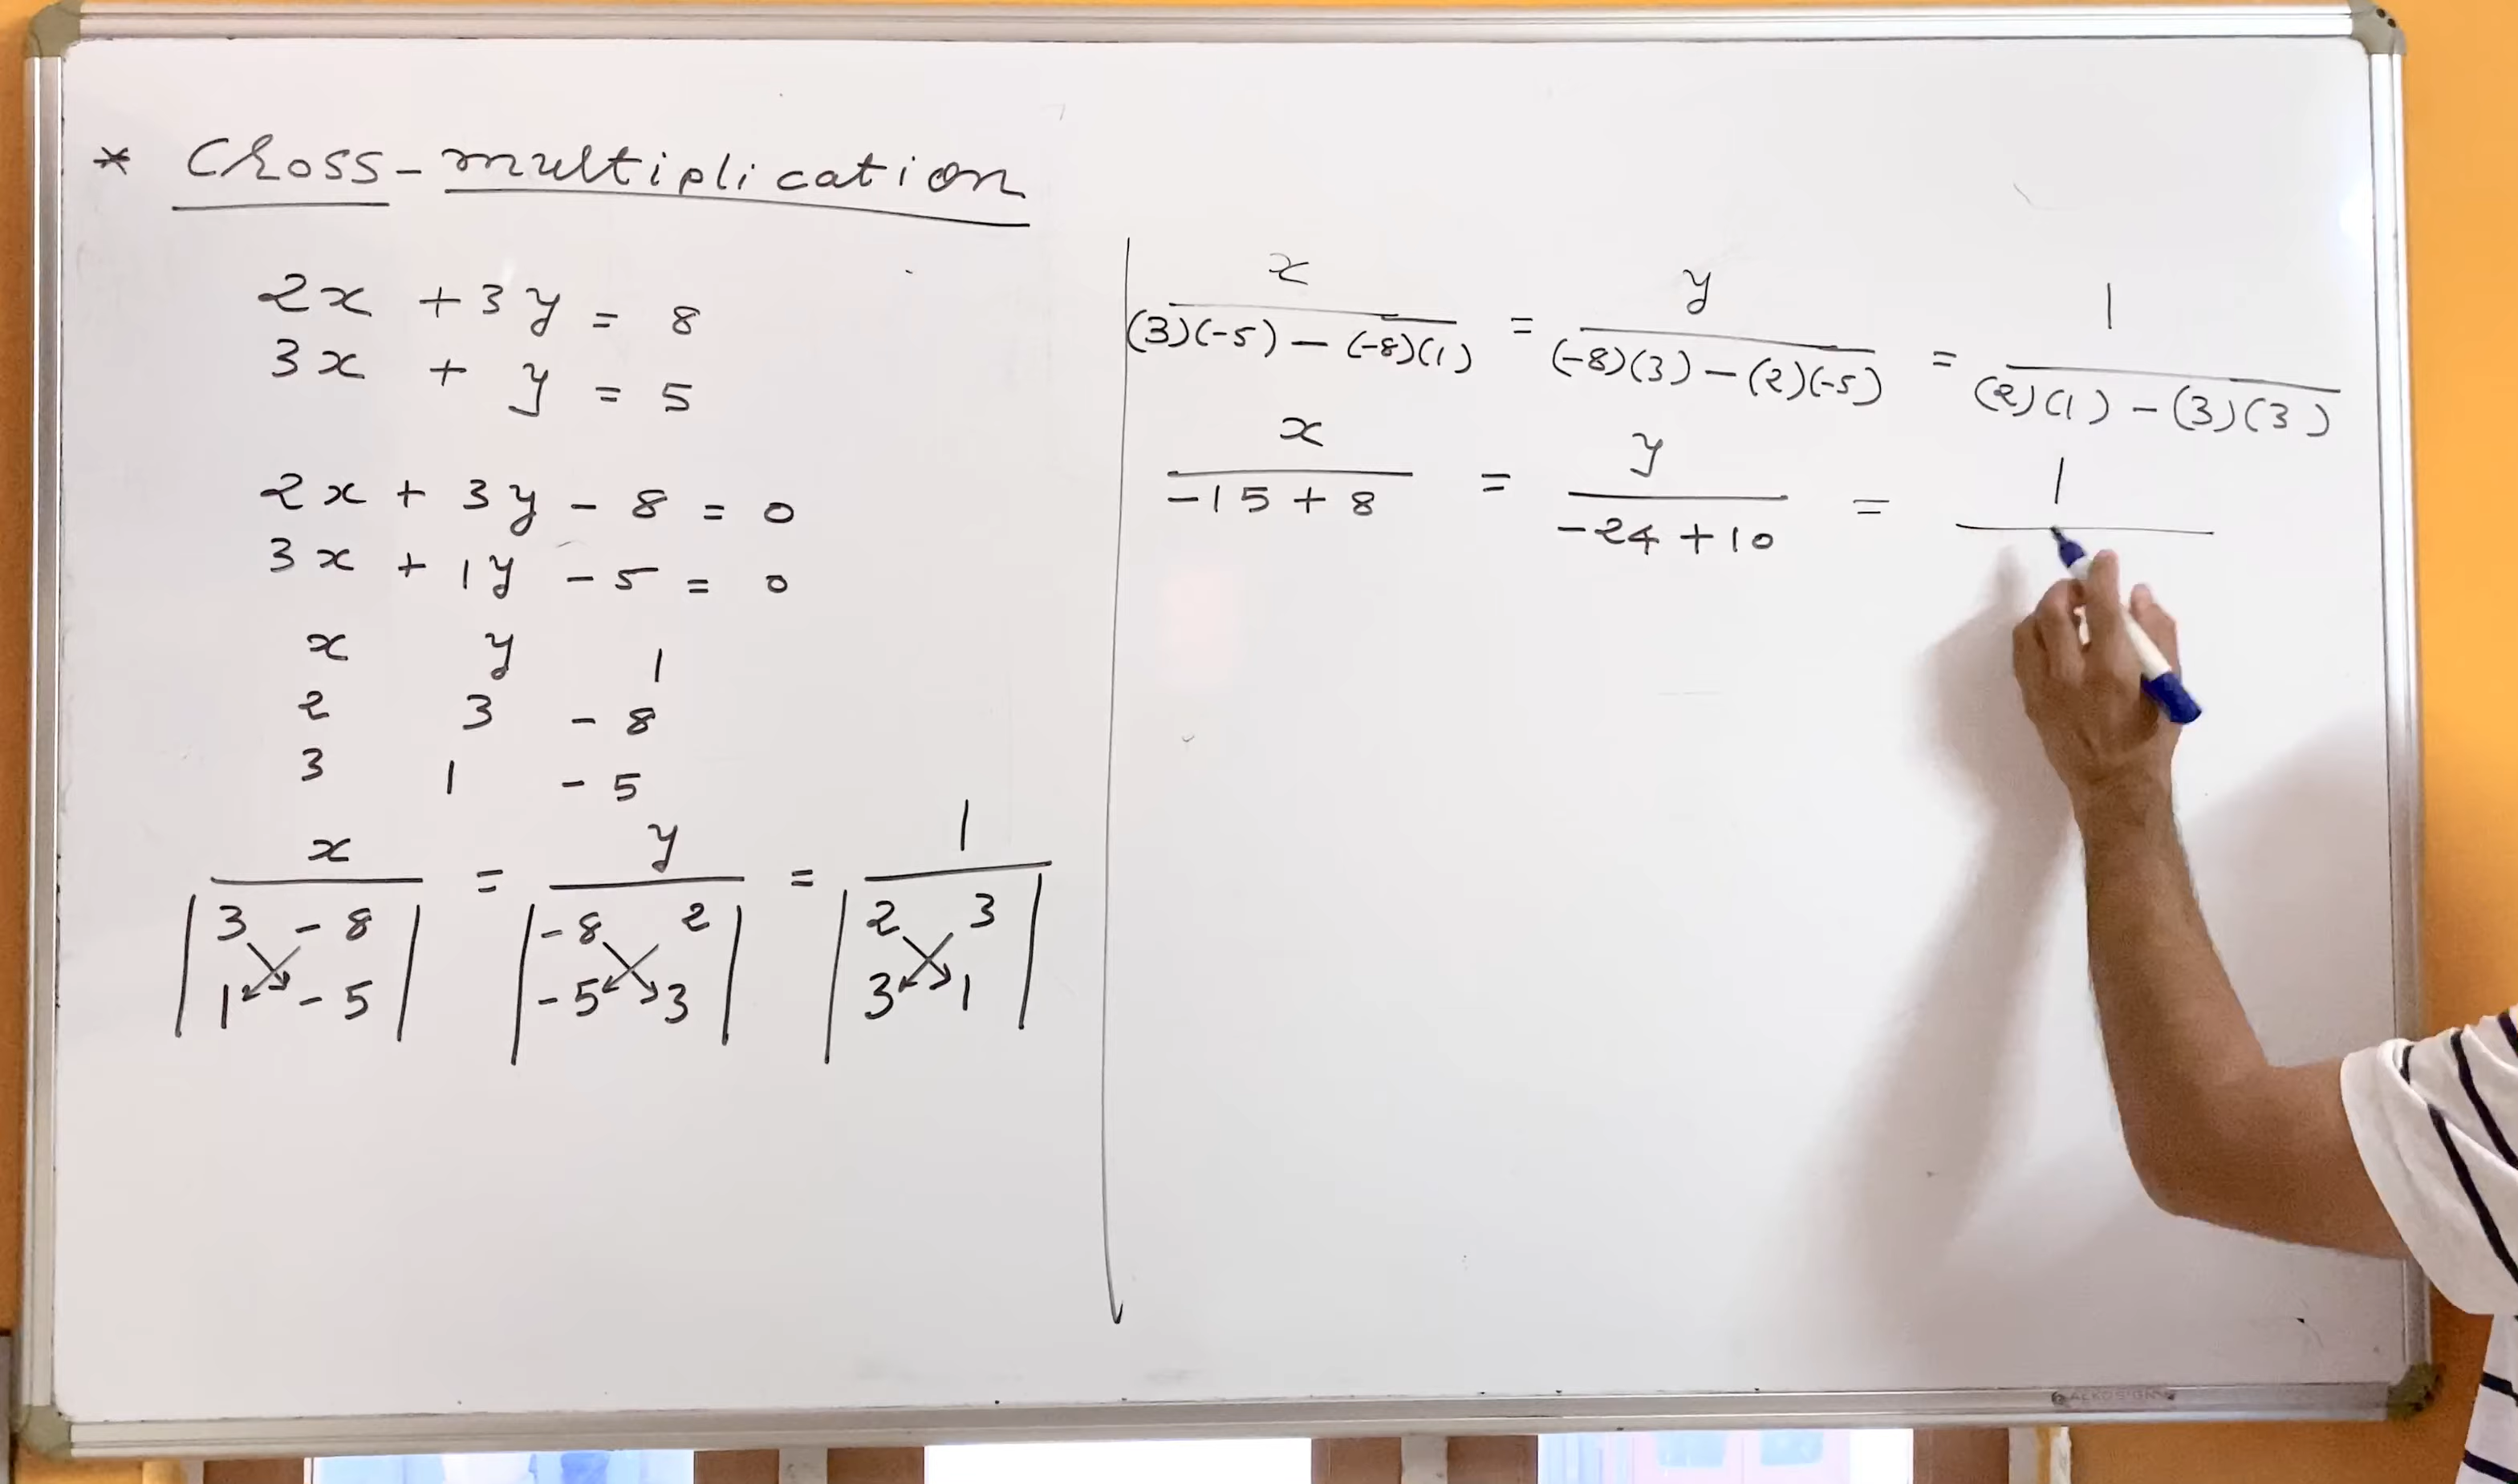 * Cross-multiplication
2x + 3y = 8
3x + y = 5
2x + 3y - 8 = 0
3x + 1y - 5 = 0
x y 1
2 3 -8
3 1 -5
x = y = 1
3 -8 -8 2 2 3
1 -5 -5 3 3 1
x/((3)(-5) - (-8)(1)) = y/((-8)(3) - (2)(-5)) = 1/((2)(1) - (3)(3))
x/(-15 + 8) = y/(-24 + 10) = 1